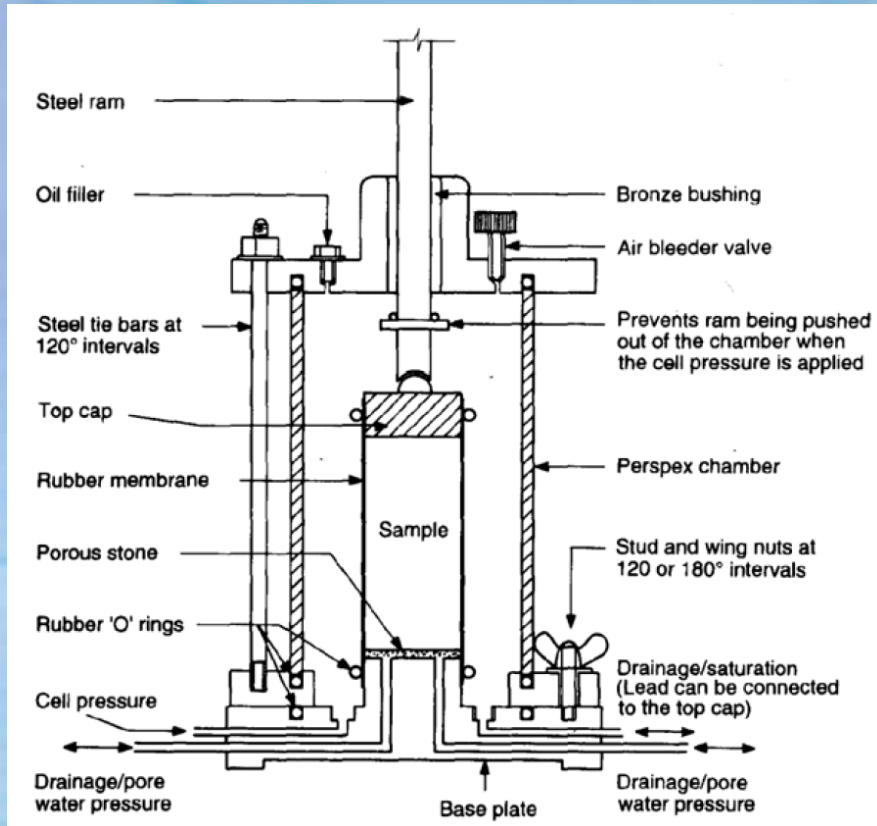 Steel ram
Oil filler
Steel tie bars at
120° intervals
Top cap
Rubber membrane
Porous stone
Rubber 'O' rings
Cell pressure
Drainage/pore
water pressure
Bronze bushing
Air bleeder valve
Prevents ram being pushed
out of the chamber when
the cell pressure is applied
Perspex chamber
Sample
Stud and wing nuts at
120 or 180° intervals
Drainage/saturation
(Lead can be connected
to the top cap)
Base plate
Drainage/pore
water pressure